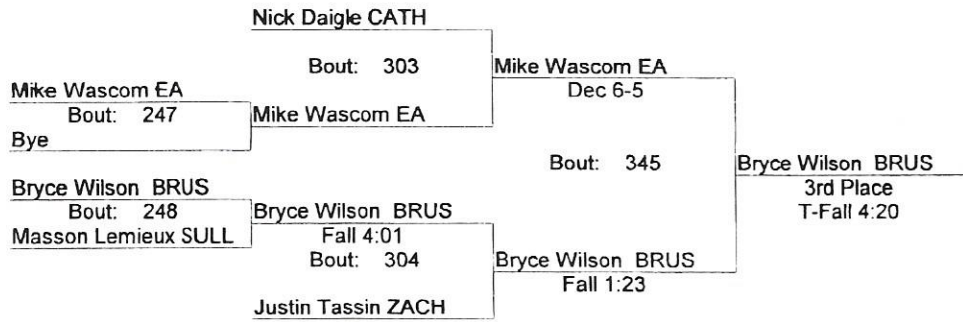 Nick Daigle CATH
Bout: 303
Mike Wascom EA
Dec 6-5
Mike Wascom EA
Bout: 247
Mike Wascom EA
Bye
Bout: 345
Bryce Wilson BRUS
3rd Place
T-Fall 4:20
Bryce Wilson BRUS
Bout: 248
Bryce Wilson BRUS
Masson Lemieux SULL
Fall 4:01
Bout: 304
Bryce Wilson BRUS
Fall 1:23
Justin Tassin ZACH